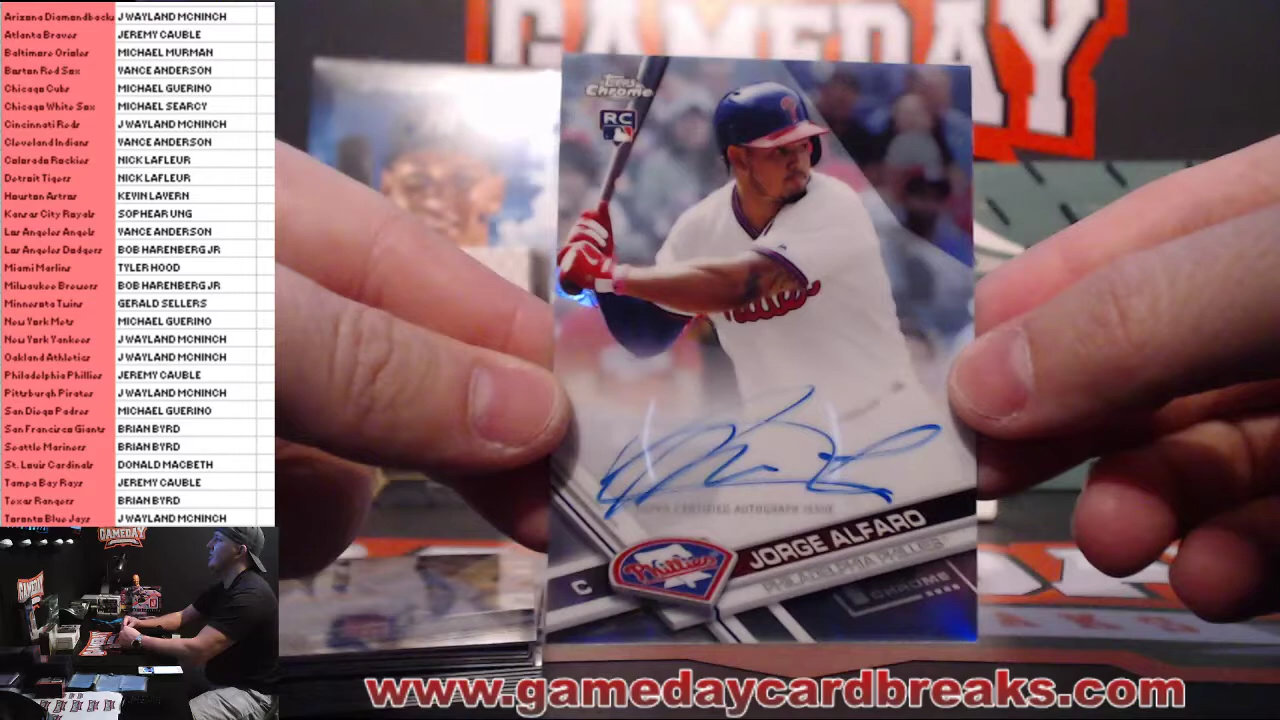 Arizona Diamondbacks J WAYLAND MCNINCH
Atlanta Braves JEREMY CAUBLE
Baltimore Orioles MICHAEL MURMAN
Boston Red Sox VANCE ANDERSON
Chicago Cubs MICHAEL GUERINO
Chicago White Sox MICHAEL SEARCY
Cincinnati Reds J WAYLAND MCNINCH
Cleveland Indians VANCE ANDERSON
Colorado Rockies NICK LAFLEUR
Detroit Tigers NICK LAFLEUR
Houston Astros KEVIN LAVERN
Kansas City Royals SOPHEAR UNG
Los Angeles Angels VANCE ANDERSON
Los Angeles Dodgers BOB HARENBERG JR
Miami Marlins TYLER HOOD
Milwaukee Brewers BOB HARENBERG JR
Minnesota Twins GERALD SELLERS
New York Mets MICHAEL GUERINO
New York Yankees J WAYLAND MCNINCH
Oakland Athletics J WAYLAND MCNINCH
Philadelphia Phillies JEREMY CAUBLE
Pittsburgh Pirates J WAYLAND MCNINCH
San Diego Padres MICHAEL GUERINO
San Francisco Giants BRIAN BYRD
Seattle Mariners BRIAN BYRD
St. Louis Cardinals DONALD MACBETH
Tampa Bay Rays JEREMY CAUBLE
Texas Rangers BRIAN BYRD
Toronto Blue Jays J WAYLAND MCNINCH
GAMEDAY
Topps
Chrome
RC
Phillies
TOPPS CERTIFIED AUTOGRAPH ISSUE
C
Phillies
JORGE ALFARO
PHILADELPHIA PHILLIES
CHROME
GAMEDAY
GAMEDAY
www.gamedaycardbreaks.com